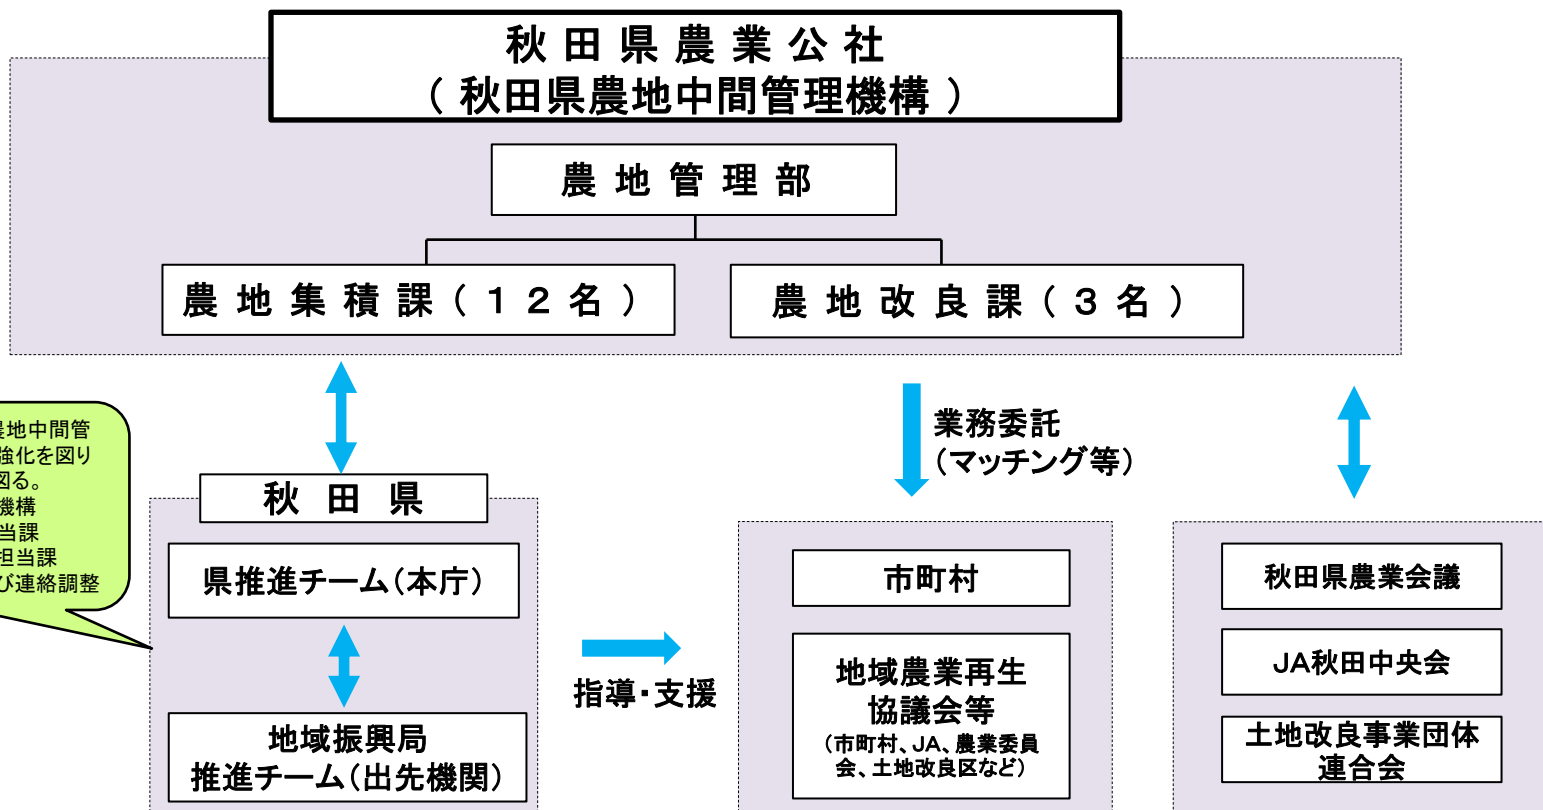 秋田県農業公社
（秋田県農地中間管理機構）
農地管理部
農地集積課（１２名）
農地改良課（３名）
農地中間管
強化を図り
図る。
機構
当課
担当課
び連絡調整
業務委託
（マッチング等）
秋田県
県推進チーム（本庁）
地域振興局
推進チーム（出先機関）
指導・支援
市町村
地域農業再生
協議会等
（市町村、JA、農業委員
会、土地改良区など）
秋田県農業会議
JA秋田中央会
土地改良事業団体
連合会